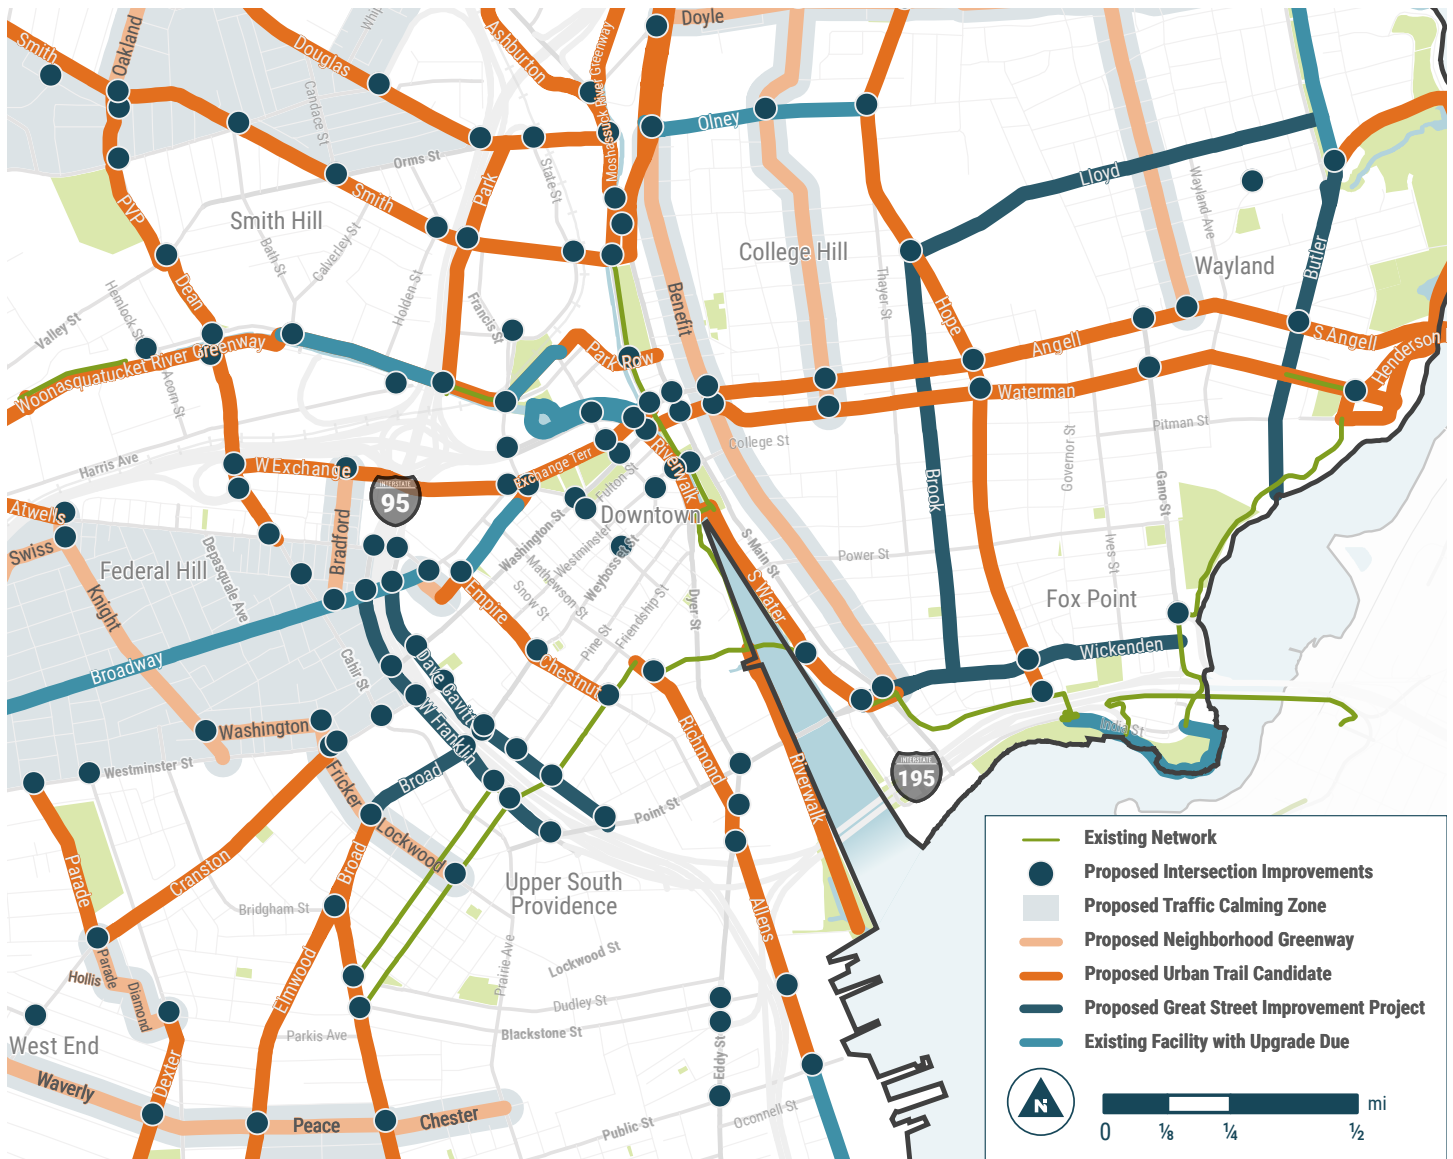 Smith
Oakland
Douglas
Whip
Ashburton
Moshassuck River Greenway
Doyle
Candace St
Orms St
State St
Olney
Lloyd
Wayland Ave
PVP
Smith
Park
Smith Hill
Bath St
Calverley St
Holden St
Francis St
College Hill
Wayland
Thayer St
Butler
Hope
Benefit
Dean
Hemlock St
Valley St
Woonasquatucket River Greenway
Acorn St
Park Row
Angell
S Angell
Henderson
Waterman
Pitman St
College St
Governor St
Gano St
Harris Ave
W Exchange
Exchange Terr
Riverwalk
Fulton St
INTERSTATE
95
Atwells
Swiss
Bradford
Brook
Downtown
Washington St
Westminster
Weybosset St
Mathewson St
Snow St
S Main St
Power St
Ives St
Federal Hill
Depasquale Ave
Knight
Empire
Pine St
Friendship St
Dyer St
S Water
Fox Point
Wickenden
Broadway
Cahir St
Dave Gavitt
W Franklin
Chestnut
Washington
Westminster St
Richmond
Riverwalk
India St
INTERSTATE
195
Fricker
Broad
Point St
Lockwood
Cranston
Parade
Broad
Bridgham St
Upper South
Providence
Allens
Prairie Ave
Lockwood St
Dudley St
Blackstone St
Parade
Hollis
Diamond
Elmwood
Parkis Ave
West End
Dexter
Eddy St
Waverly
Peace
Chester
Public St
Oconnell St
Existing Network
Proposed Intersection Improvements
Proposed Traffic Calming Zone
Proposed Neighborhood Greenway
Proposed Urban Trail Candidate
Proposed Great Street Improvement Project
Existing Facility with Upgrade Due
N
mi
0 ⅛ ¼ ½